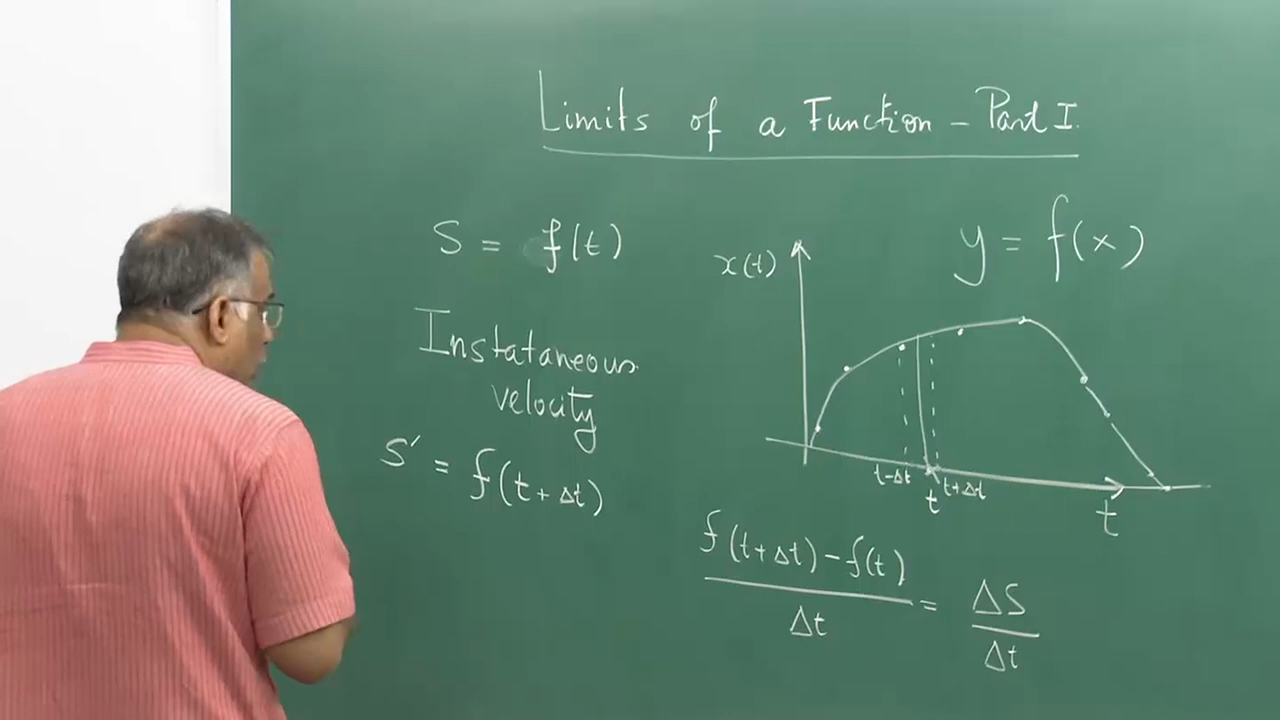 Limits of a Function - Part I.
S = f(t)
Instataneous
velocity
S' = f(t+Δt)
y = f(x)
x(t)
t-Δt t t+Δt
t
f(t+Δt) - f(t) / Δt = ΔS / Δt